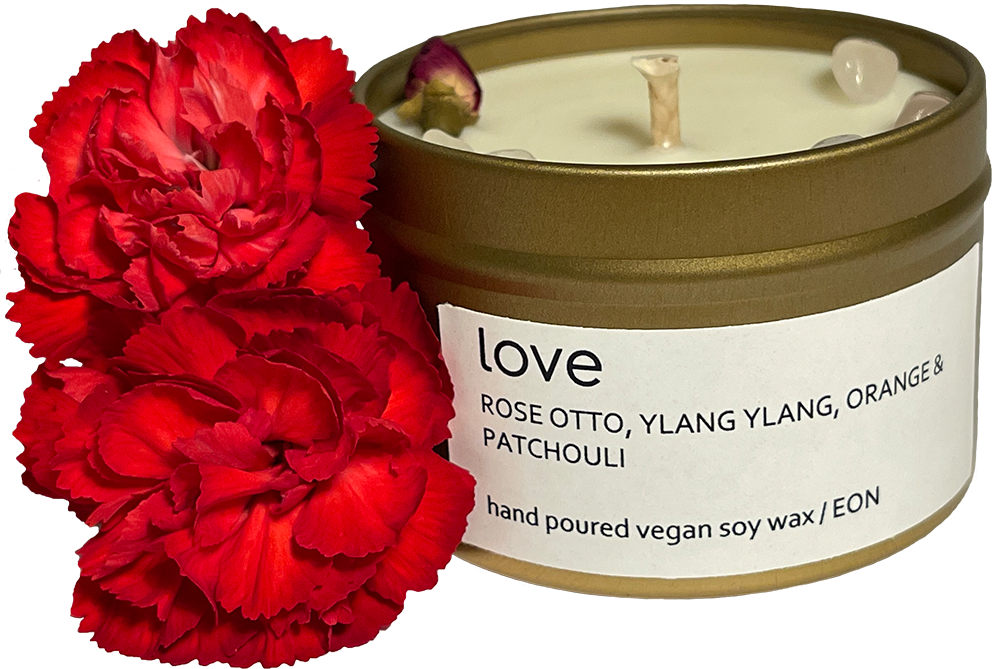 love
ROSE OTTO, YLANG YLANG, ORANGE &
PATCHOULI
hand poured vegan soy wax / EON